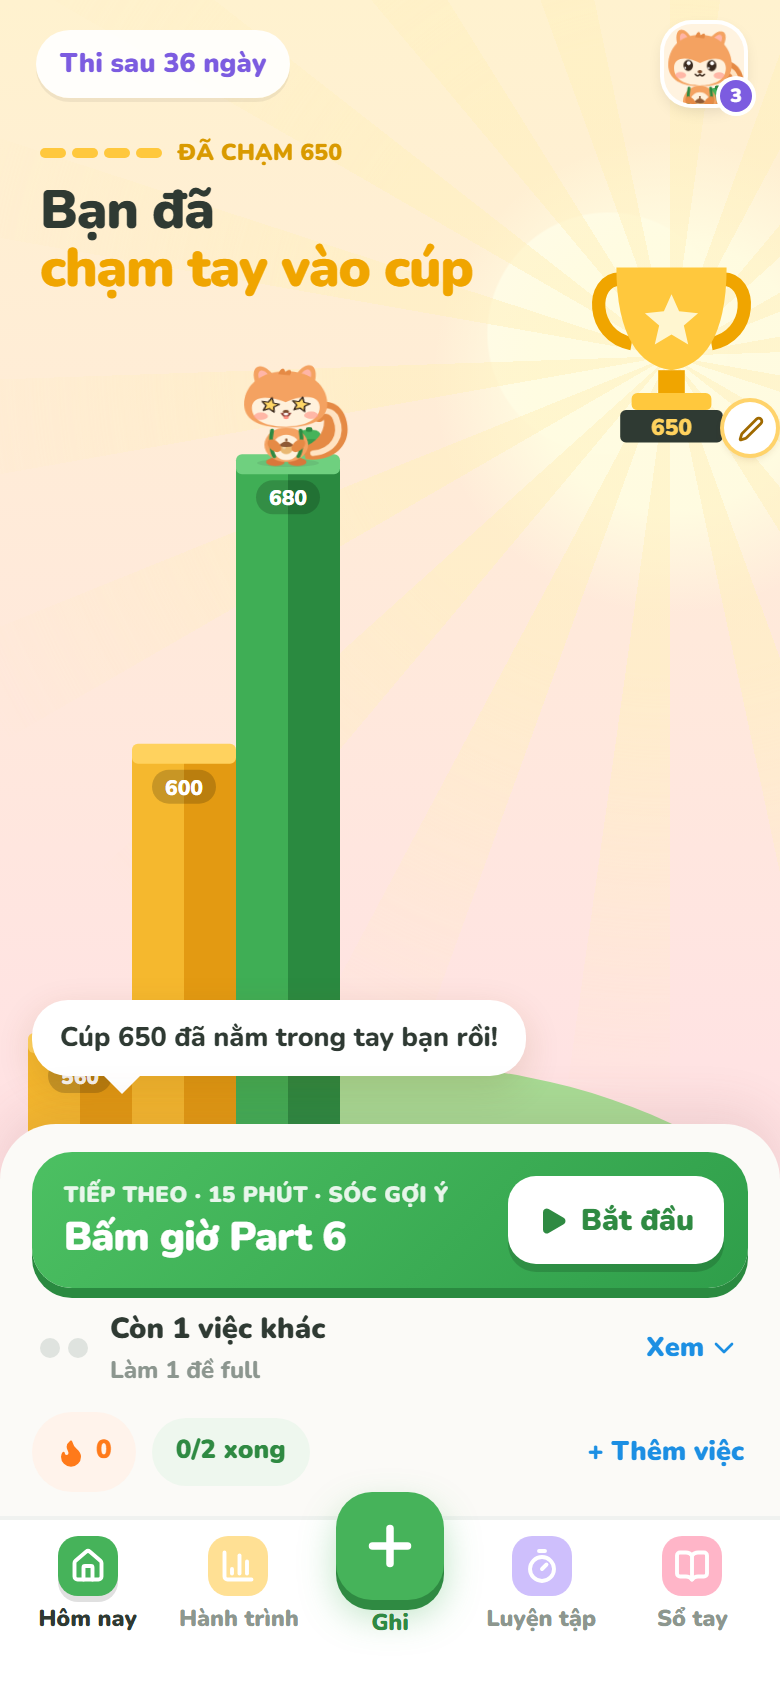 Thi sau 36 ngày
3
ĐÃ CHẠM 650
Bạn đã
chạm tay vào cúp
650
680
600
Cúp 650 đã nằm trong tay bạn rồi!
560
TIẾP THEO · 15 PHÚT · SÓC GỢI Ý
Bấm giờ Part 6
Bắt đầu
Còn 1 việc khác
Làm 1 đề full
Xem
0
0/2 xong
+ Thêm việc
Hôm nay
Hành trình
Ghi
Luyện tập
Sổ tay